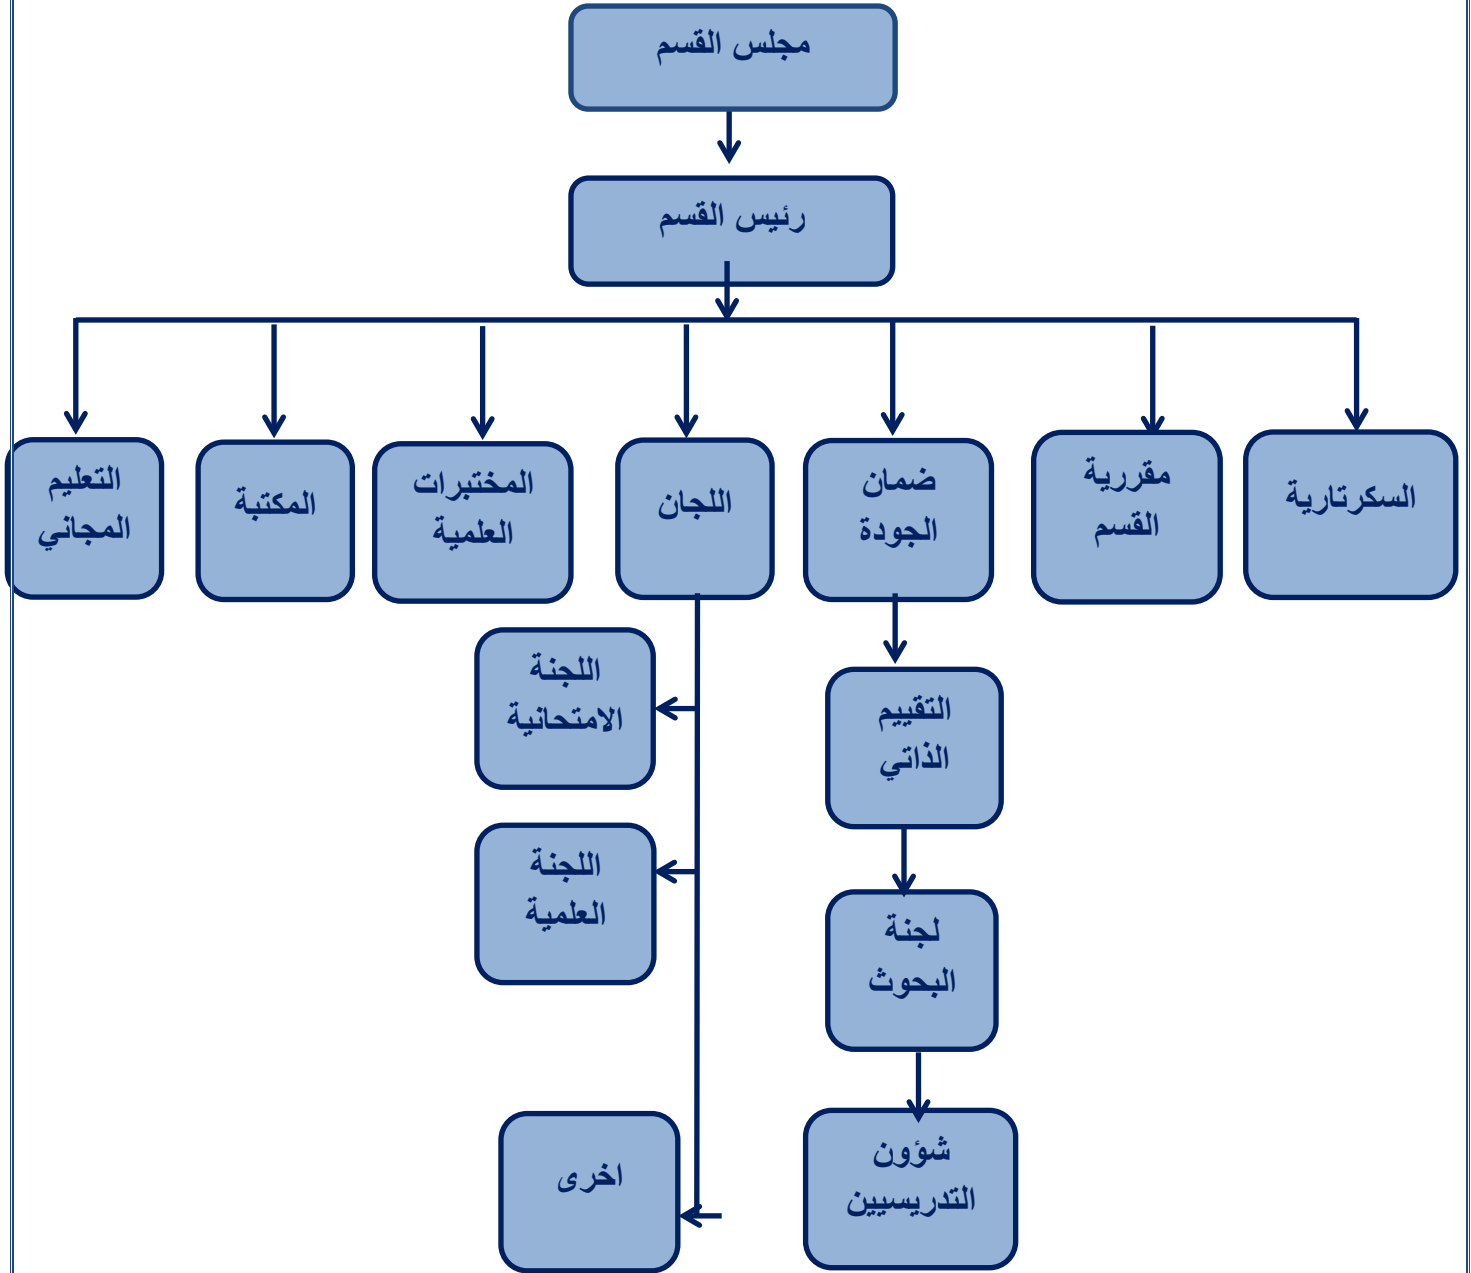 مجلس القسم
رئيس القسم
السكرتارية
مقررية
القسم
ضمان
الجودة
اللجان
المختبرات
العلمية
المكتبة
التعليم
المجاني
اللجنة
الامتحانية
التقييم
الذاتي
اللجنة
العلمية
لجنة
البحوث
شؤون
التدريسيين
اخرى